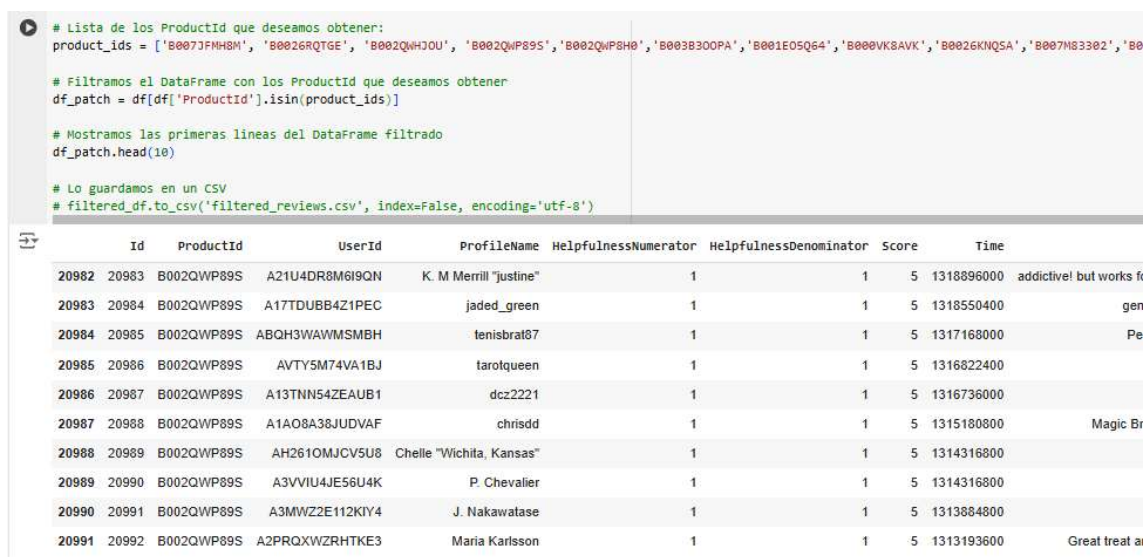 # Lista de los ProductId que deseamos obtener:
product_ids = ['B007JFMH8M', 'B0026RQTGE', 'B002QWHJOU', 'B002QWP89S','B002QWP8H0','B003B3OOPA','B001EO5Q64','B000VK8AVK','B0026KNQSA','B007M83302','B0
# Filtramos el DataFrame con los ProductId que deseamos obtener
df_patch = df[df['ProductId'].isin(product_ids)]
# Mostramos las primeras lineas del DataFrame filtrado
df_patch.head(10)
# Lo guardamos en un CSV
# filtered_df.to_csv('filtered_reviews.csv', index=False, encoding='utf-8')
Id ProductId UserId ProfileName HelpfulnessNumerator HelpfulnessDenominator Score Time
20982 20983 B002QWP89S A21U4DR8M6I9QN K. M Merrill "justine" 1 1 5 1318896000 addictive! but works fo
20983 20984 B002QWP89S A17TDUBB4Z1PEC jaded_green 1 1 5 1318550400 gen
20984 20985 B002QWP89S ABQH3WAWMSMBH tenisbrat87 1 1 5 1317168000 Pe
20985 20986 B002QWP89S AVTY5M74VA1BJ tarotqueen 1 1 5 1316822400
20986 20987 B002QWP89S A13TNN54ZEAUB1 dcz2221 1 1 5 1316736000
20987 20988 B002QWP89S A1AO8A38JUDVAF chrisdd 1 1 5 1315180800 Magic Br
20988 20989 B002QWP89S AH261OMJCV5U8 Chelle "Wichita, Kansas" 1 1 5 1314316800
20989 20990 B002QWP89S A3VVIU4JE56U4K P. Chevalier 1 1 5 1314316800
20990 20991 B002QWP89S A3MWZ2E112KIY4 J. Nakawatase 1 1 5 1313884800
20991 20992 B002QWP89S A2PRQXWZRHTKE3 Maria Karlsson 1 1 5 1313193600 Great treat a